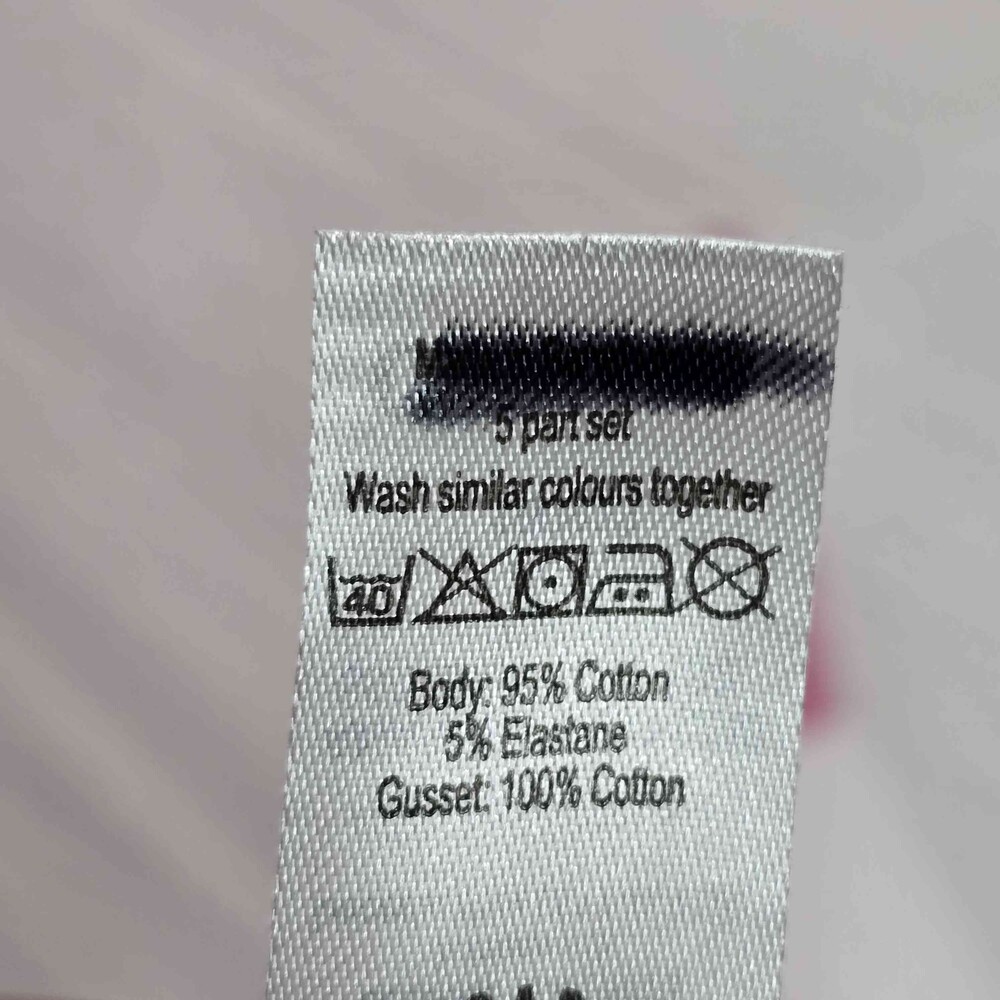 5 part set
Wash similar colours together
40
Body: 95% Cotton
5% Elastane
Gusset: 100% Cotton